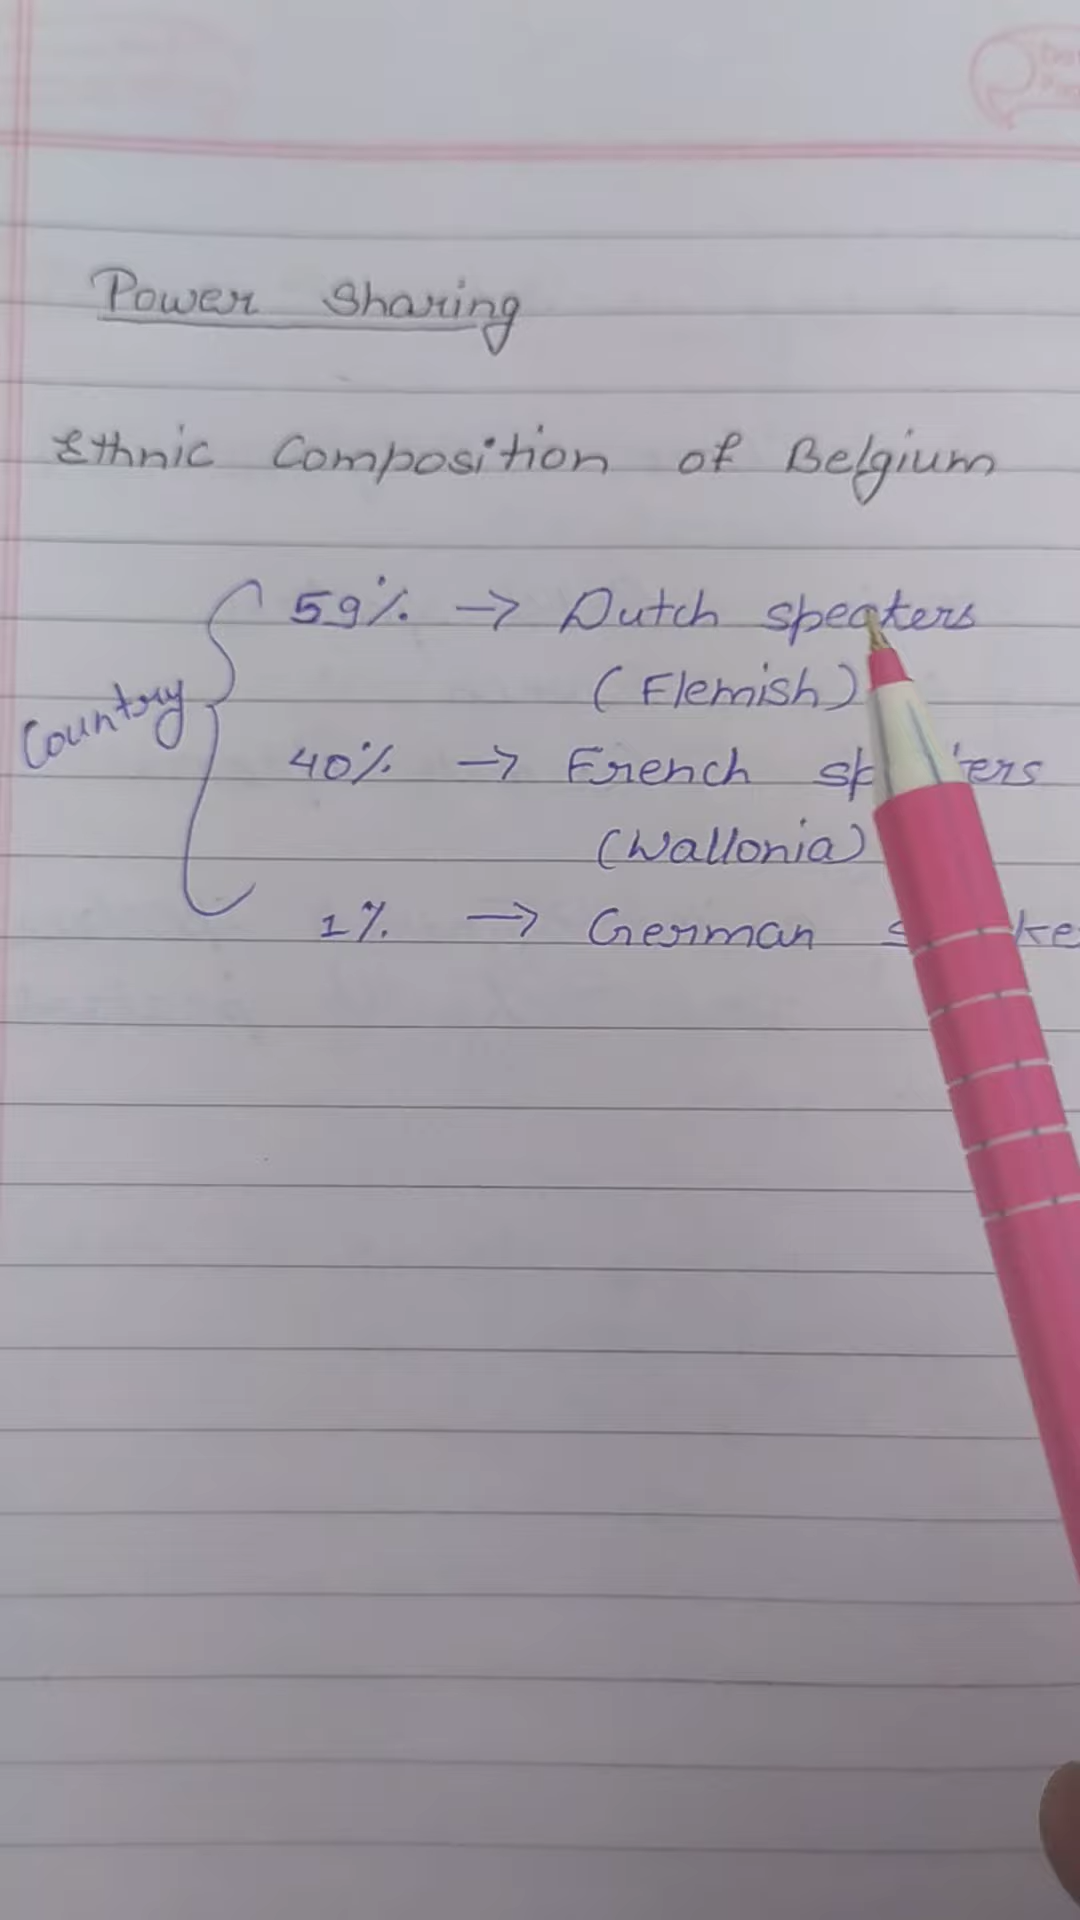 Power Sharing
Ethnic Composition of Belgium
59% → Dutch speakers
(Flemish)
Country
40% → French
(Wallonia)
1% → German